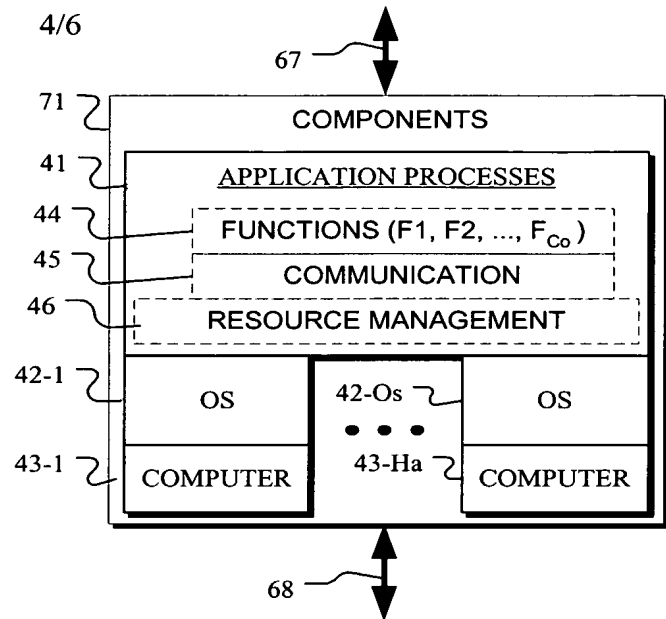 4/6
67
71
COMPONENTS
41
APPLICATION PROCESSES
44
FUNCTIONS (F1, F2, ..., FCo )
45
COMMUNICATION
46
RESOURCE MANAGEMENT
42-1
OS
42-Os
OS
43-1
COMPUTER
43-Ha
COMPUTER
68